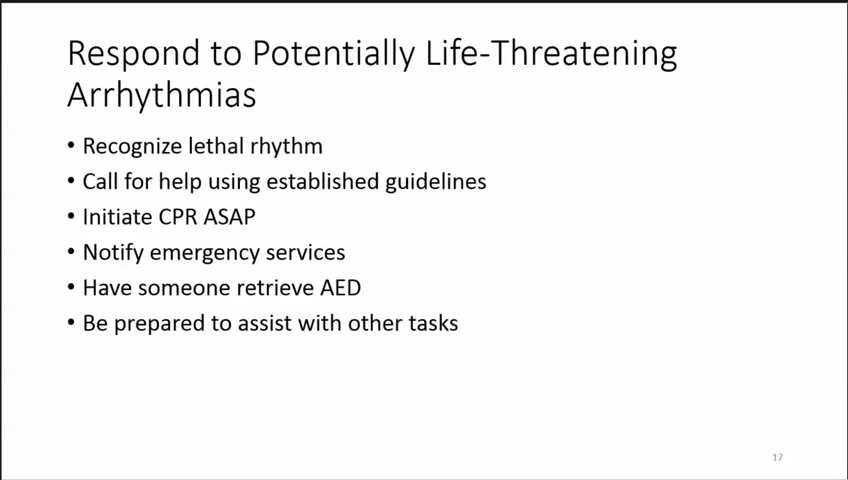 Respond to Potentially Life-Threatening
Arrhythmias
• Recognize lethal rhythm
• Call for help using established guidelines
• Initiate CPR ASAP
• Notify emergency services
• Have someone retrieve AED
• Be prepared to assist with other tasks
17